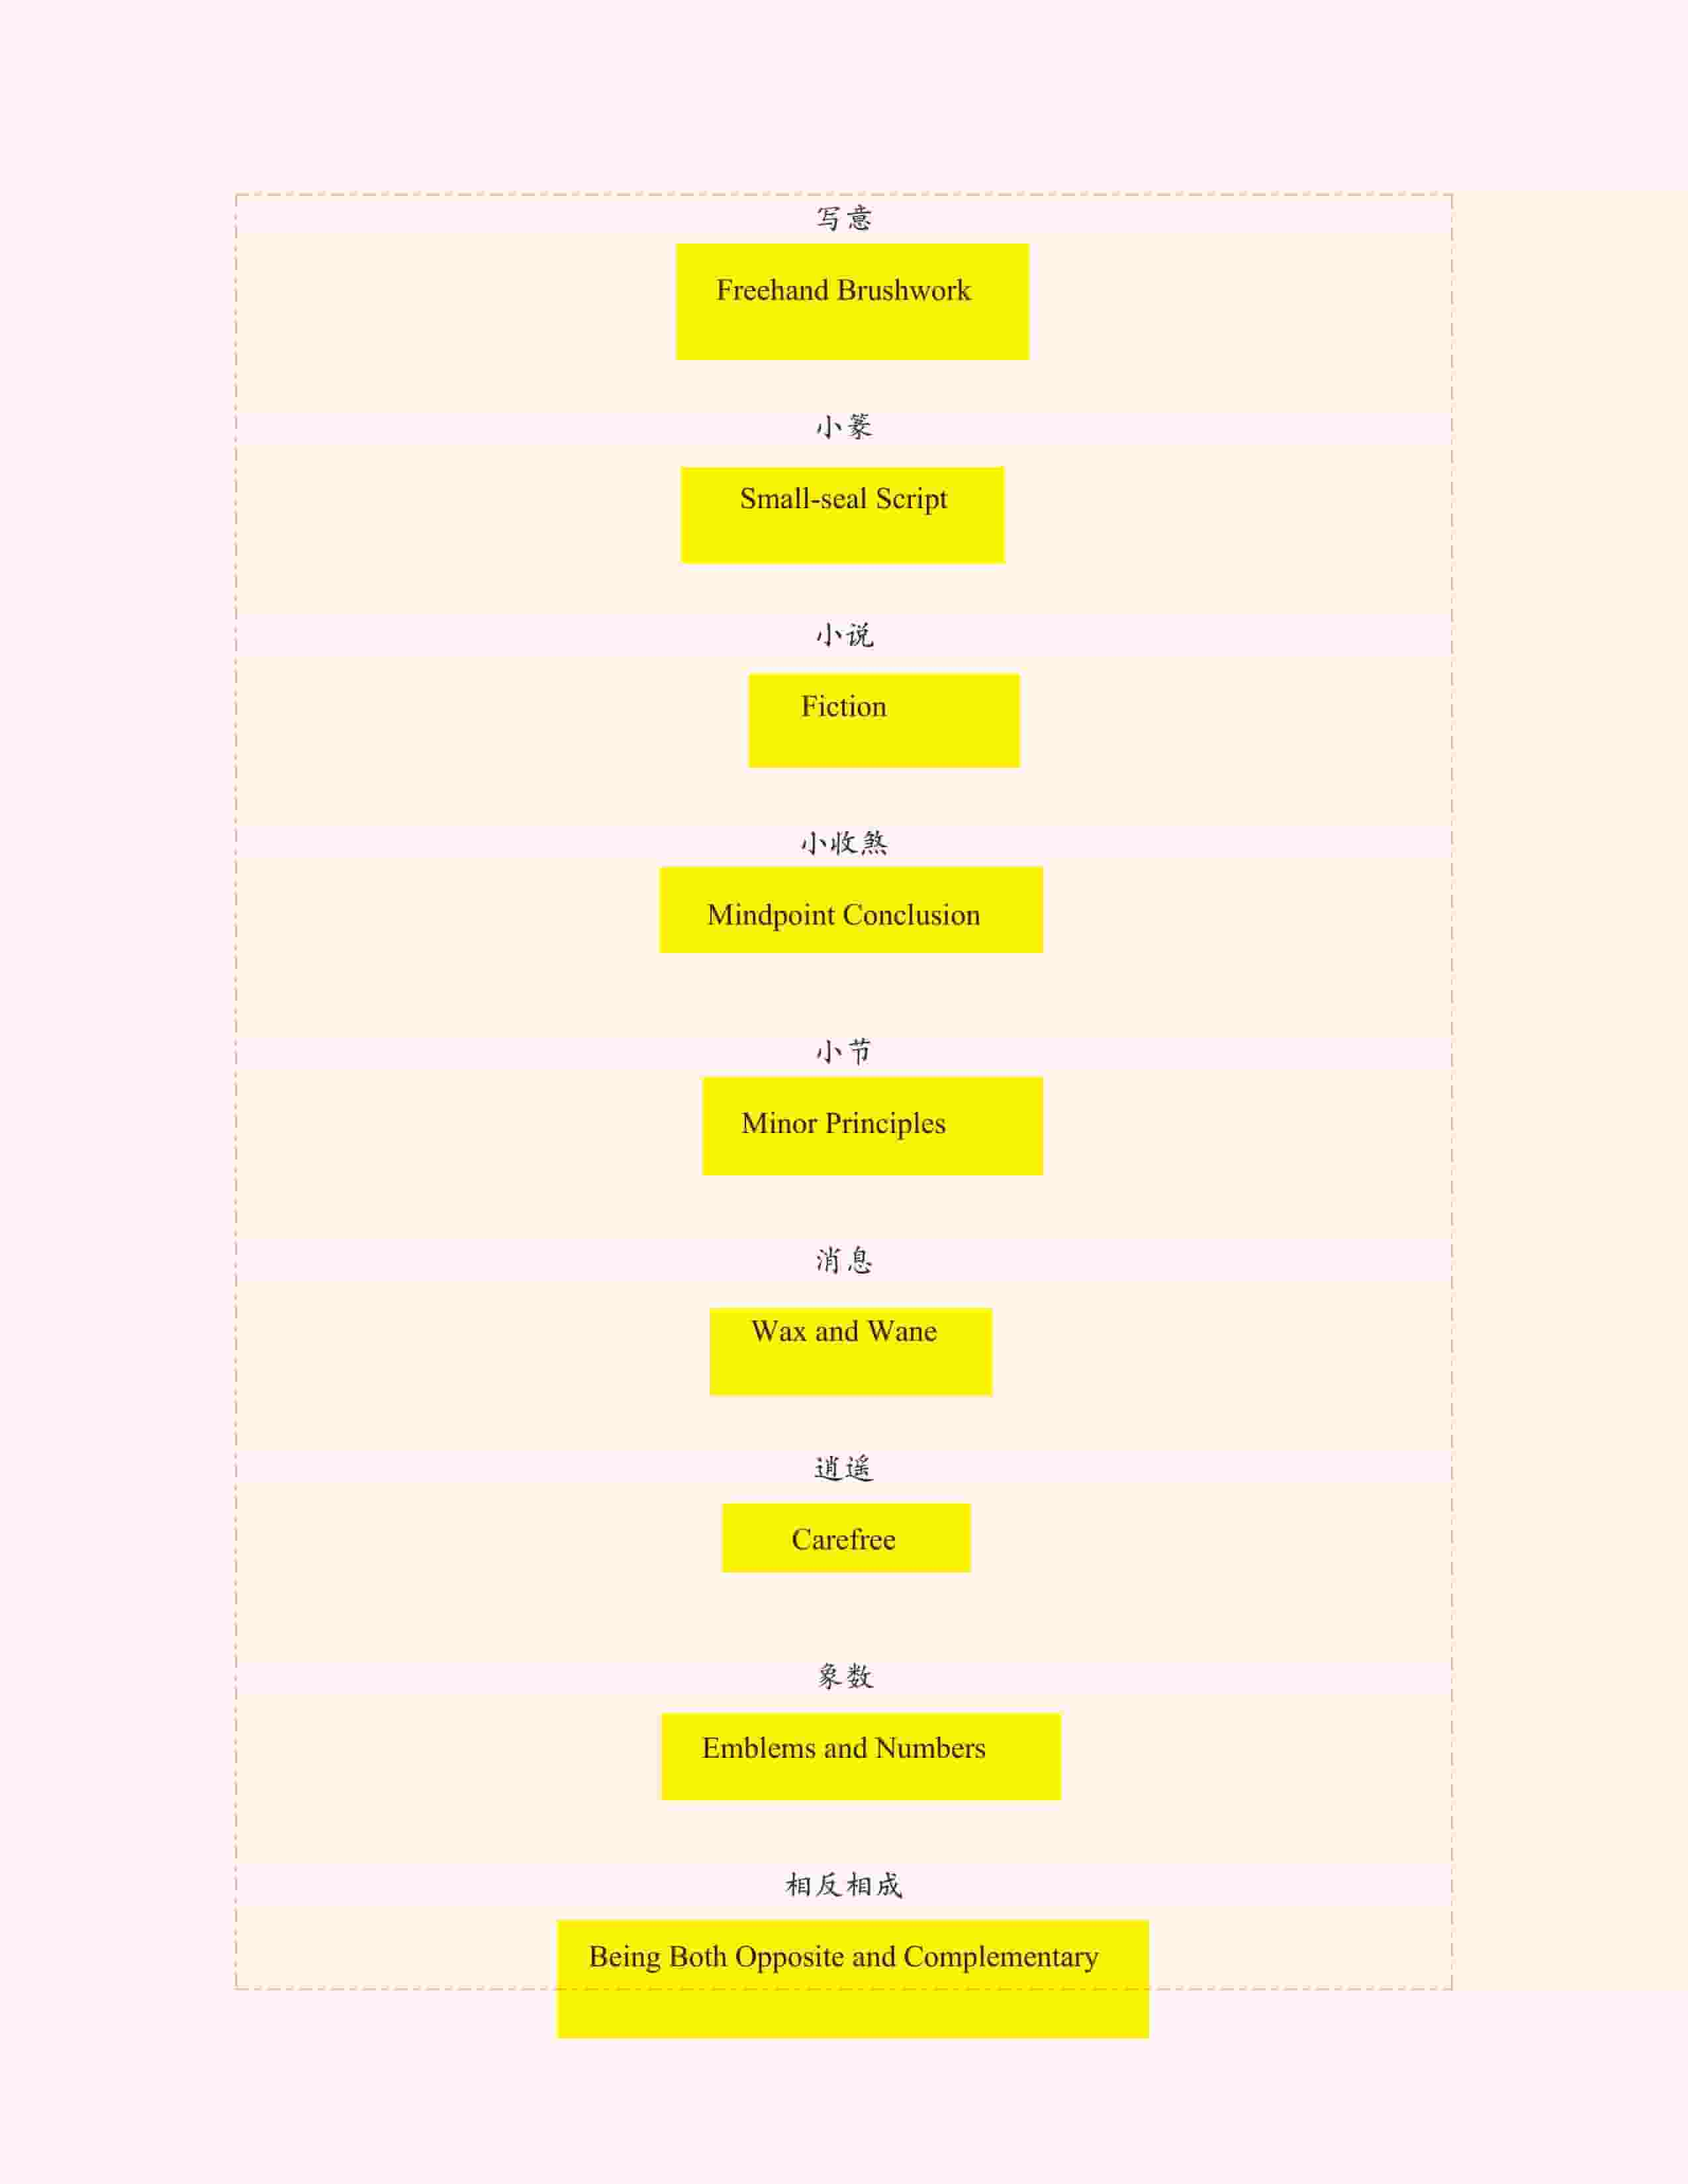 写意
Freehand Brushwork
小篆
Small-seal Script
小说
Fiction
小收煞
Mindpoint Conclusion
小节
Minor Principles
消息
Wax and Wane
逍遥
Carefree
象数
Emblems and Numbers
相反相成
Being Both Opposite and Complementary